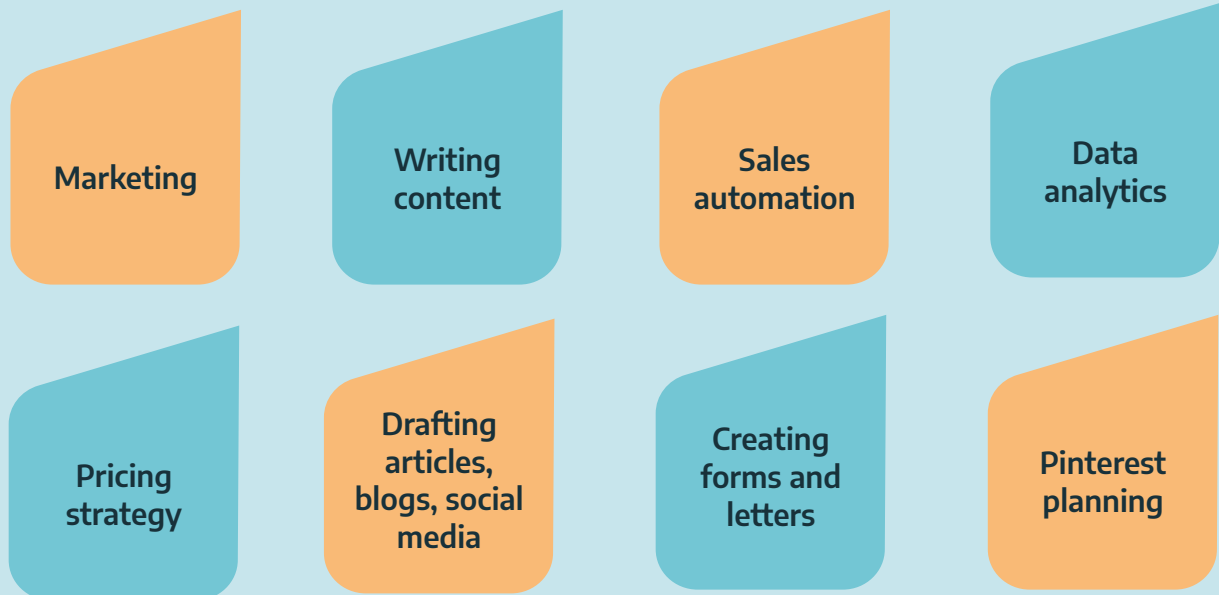 Marketing
Writing
content
Sales
automation
Data
analytics
Pricing
strategy
Drafting
articles,
blogs, social
media
Creating
forms and
letters
Pinterest
planning